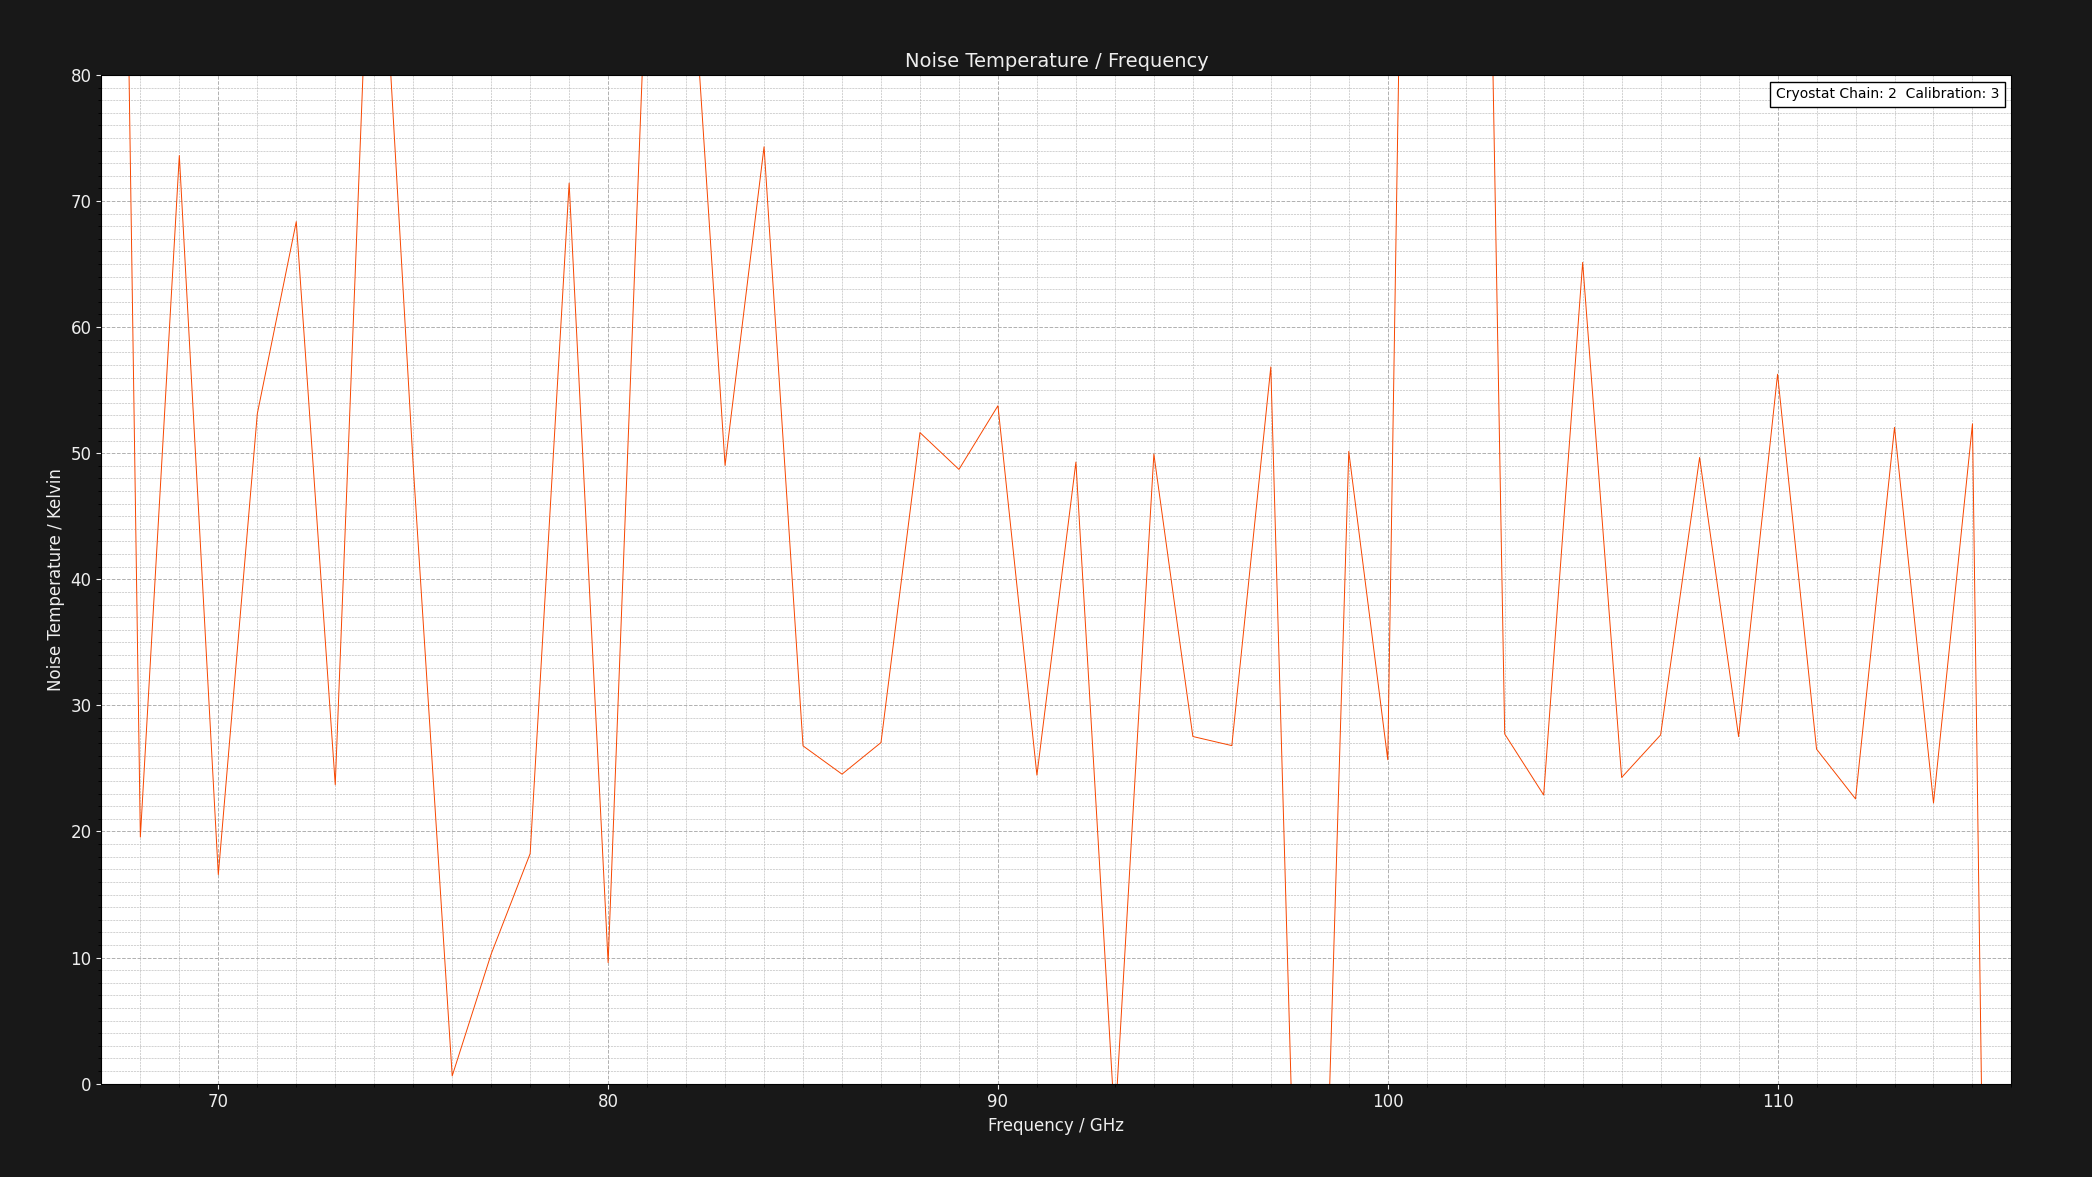 Noise Temperature / Frequency
Cryostat Chain: 2  Calibration: 3
80
70
60
50
40
30
20
10
0
Noise Temperature / Kelvin
70 80 90 100 110
Frequency / GHz